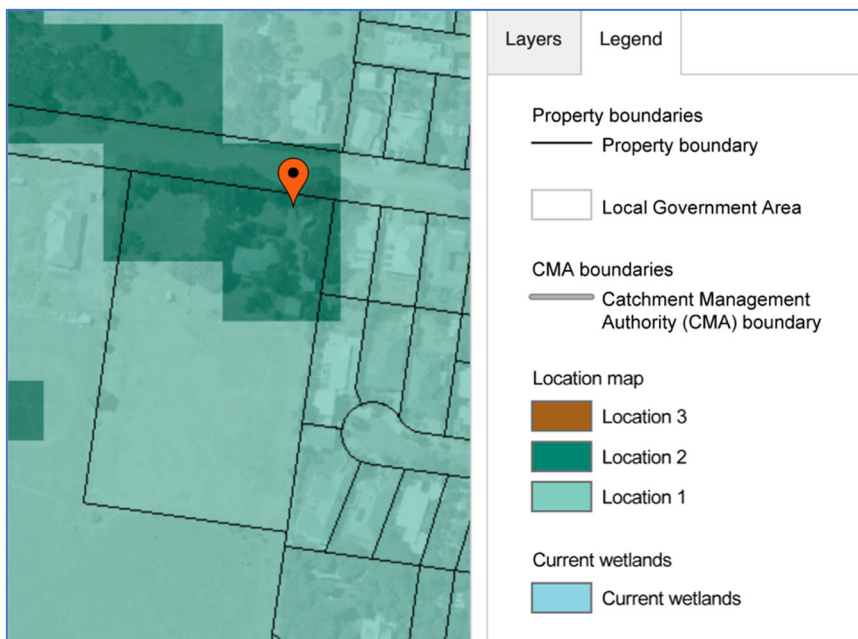 Layers
Legend
Property boundaries
Property boundary
Local Government Area
CMA boundaries
Catchment Management
Authority (CMA) boundary
Location map
Location 3
Location 2
Location 1
Current wetlands
Current wetlands